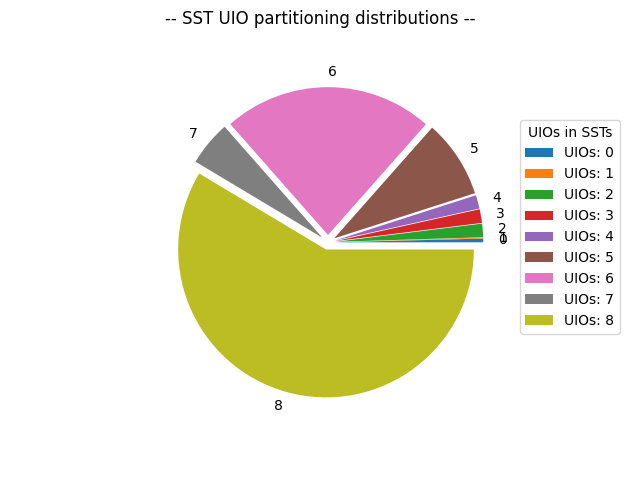 -- SST UIO partitioning distributions --
6
7
5
4
3
2
1
0
8
UIOs in SSTs
UIOs: 0
UIOs: 1
UIOs: 2
UIOs: 3
UIOs: 4
UIOs: 5
UIOs: 6
UIOs: 7
UIOs: 8